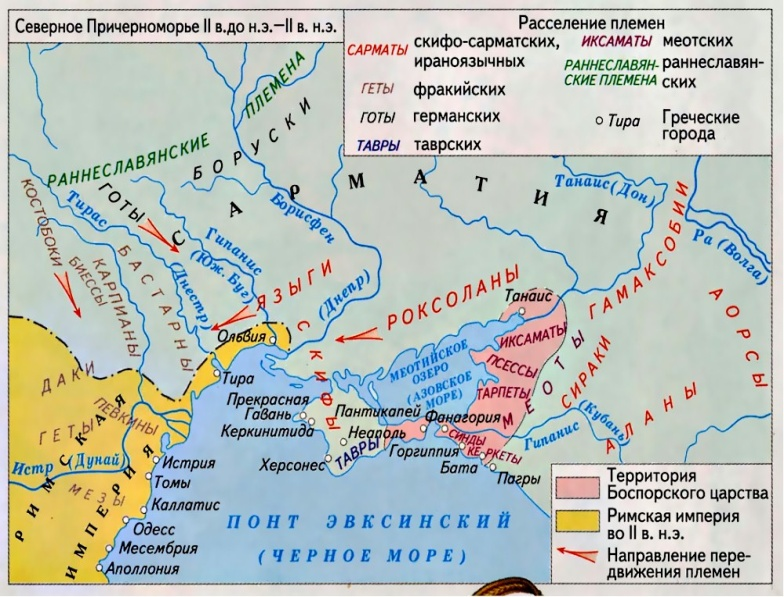 Северное Причерноморье II в.до н.э.–II в. н.э.
Расселение племен
САРМАТЫ скифо-сарматских,
ираноязычных
ГЕТЫ фракийских
ГОТЫ германских
ТАВРЫ таврских
ИКСАМАТЫ меотских
РАННЕСЛАВЯН-
СКИЕ ПЛЕМЕНА
раннеславян-
ских
Тира Греческие
города
РАННЕСЛАВЯНСКИЕ ПЛЕМЕНА
БОРУСКИ
САРМАТИЯ
Танаис (Дон)
Ра (Волга)
КОСТОБОКИ
Тирас
(Днестр)
ГОТЫ
Гипанис
(Юж. Буг)
Борисфен
(Днепр)
БИЕССЫ
КАРПИАНЫ
БАСТАРНЫ
ЯЗЫГИ
РОКСОЛАНЫ
ГАМАКСОБИИ
АОРСЫ
СКИФЫ
Танаис
ИКСАМАТЫ
ПСЕССЫ
ТАРПЕТЫ
МЕОТЫ
СИРАКИ
АЛАНЫ
Ольвия
Тира
МЕОТИЙСКОЕ
ОЗЕРО
(АЗОВСКОЕ
МОРЕ)
ДАКИ
ГЕТЫ
ПЕВКИНЫ
МЕЗЫ
РИМСКАЯ
ИМПЕРИЯ
Истр (Дунай)
Прекрасная
Гавань
Керкинитида
Пантикапей
Неаполь
Херсонес
ТАВРЫ
Фанагория
СИНДЫ
КЕРКЕТЫ
Горгиппия
Бата
Пагры
Гипанис (Кубань)
Истрия
Томы
Каллатис
Одесс
Месембрия
Аполлония
ПОНТ ЭВКСИНСКИЙ
(ЧЕРНОЕ МОРЕ)
Территория
Боспорского царства
Римская империя
во II в. н.э.
Направление пере-
движения племен